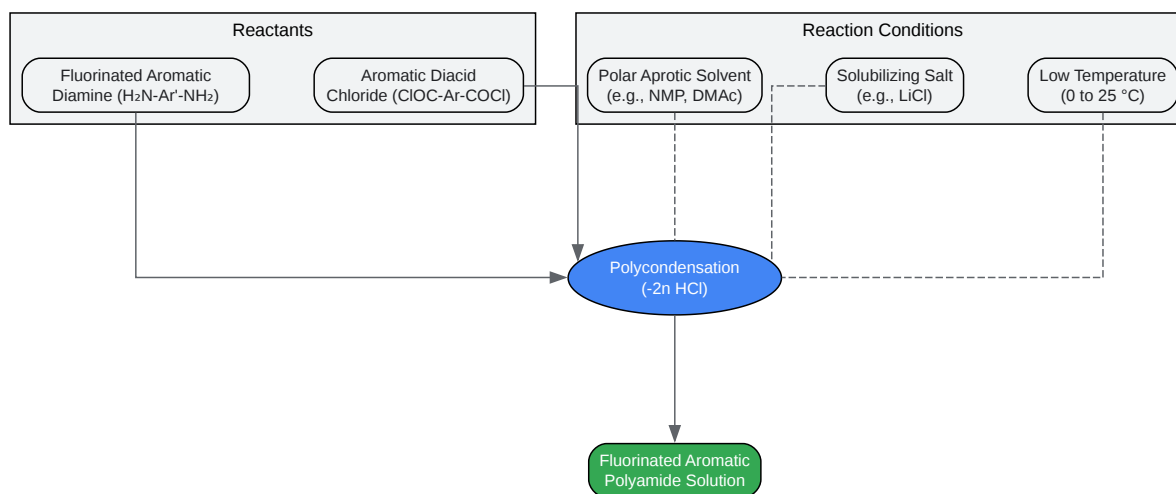 Reactants
Fluorinated Aromatic
Diamine (H₂N-Ar'-NH₂)
Aromatic Diacid
Chloride (ClOC-Ar-COCl)
Reaction Conditions
Polar Aprotic Solvent
(e.g., NMP, DMAc)
Solubilizing Salt
(e.g., LiCl)
Low Temperature
(0 to 25 °C)
Polycondensation
(-2n HCl)
Fluorinated Aromatic
Polyamide Solution